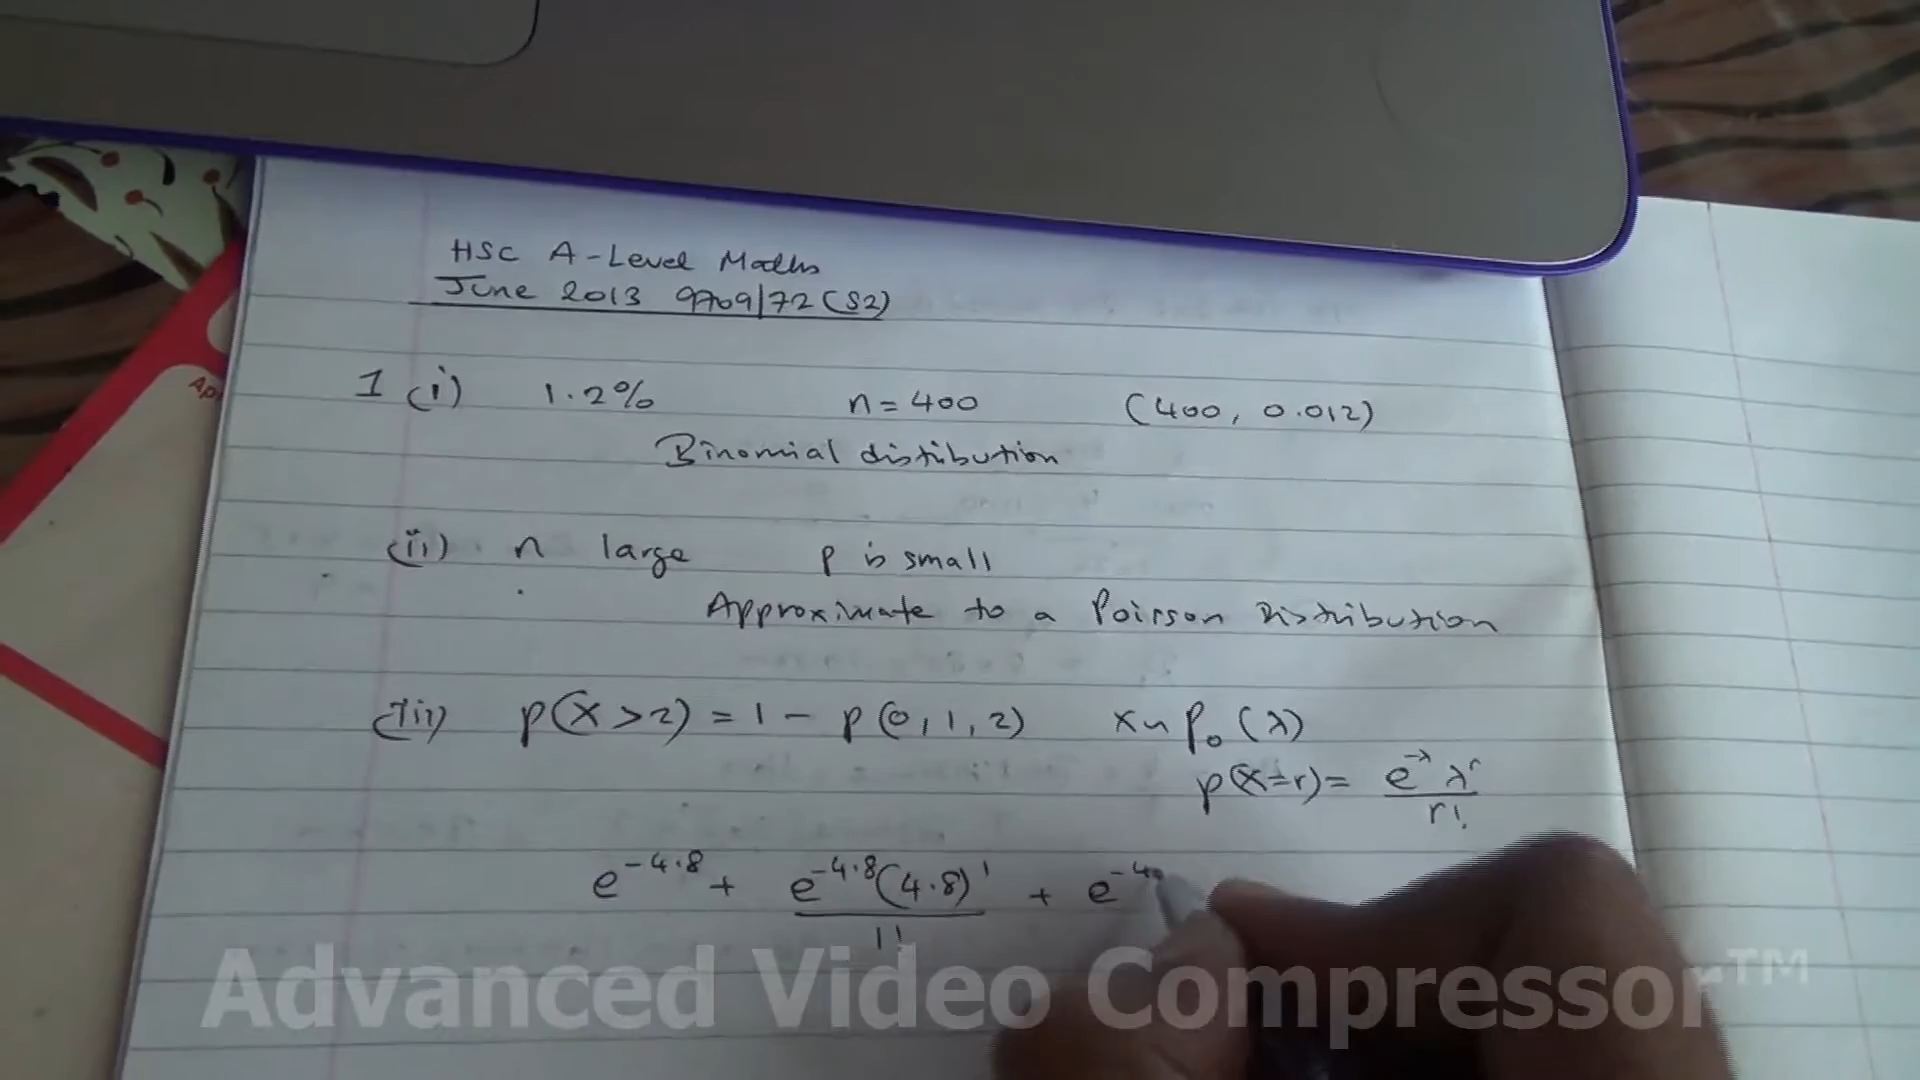 HSC A-Level Maths
June 2013 9709/72 (S2)
1 (i) 1.2% n = 400 (400, 0.012)
Binomial distribution
(ii) n large p is small
Approximate to a Poisson Distribution
(iii) p(X > 2) = 1 - p(0, 1, 2) X ~ Po(λ)
p(X = r) = e^-λ λ^r / r!
e^-4.8 + e^-4.8(4.8)^1 / 1! + e^-4
Advanced Video Compressor™